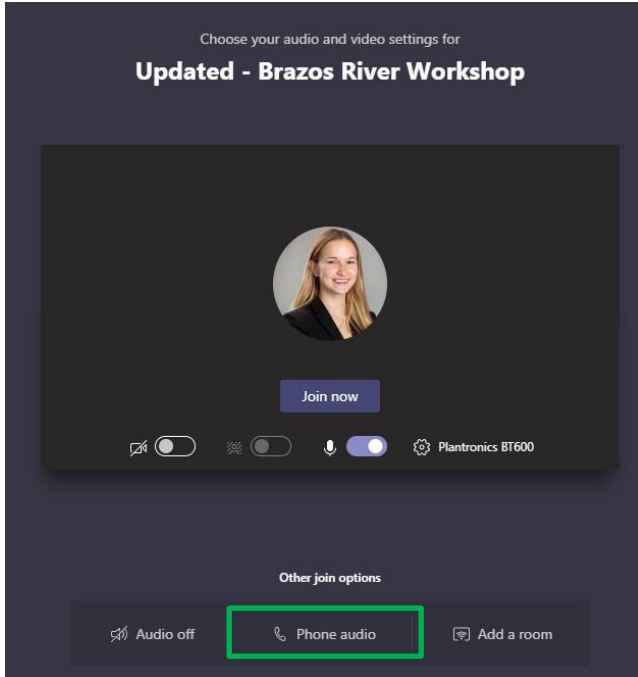 Choose your audio and video settings for
Updated - Brazos River Workshop
Join now
Plantronics BT600
Other join options
Audio off
Phone audio
Add a room